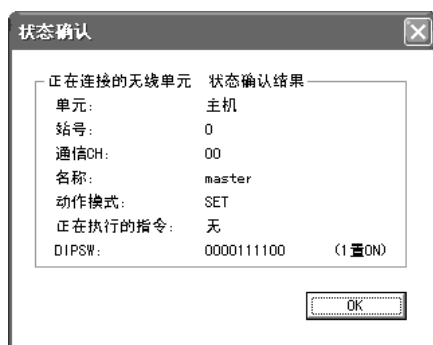 状态确认
正在连接的无线单元 状态确认结果
单元: 主机
站号: 0
通信CH: 00
名称: master
动作模式: SET
正在执行的指令: 无
DIPSW: 0000111100 (1置ON)
OK